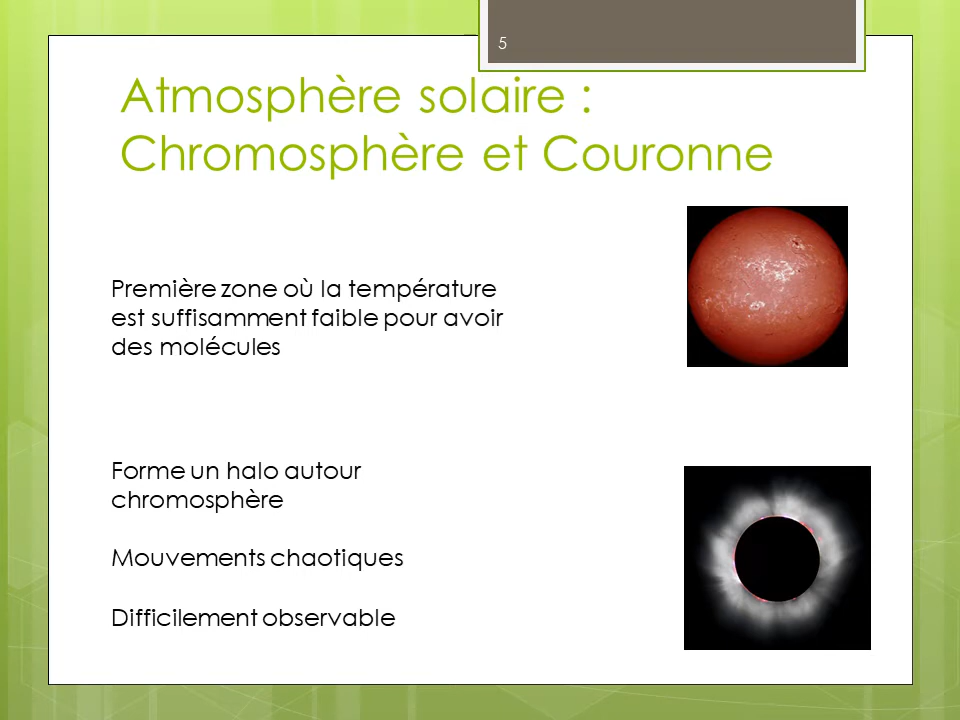 5
Atmosphère solaire :
Chromosphère et Couronne
Première zone où la température
est suffisamment faible pour avoir
des molécules
Forme un halo autour
chromosphère
Mouvements chaotiques
Difficilement observable